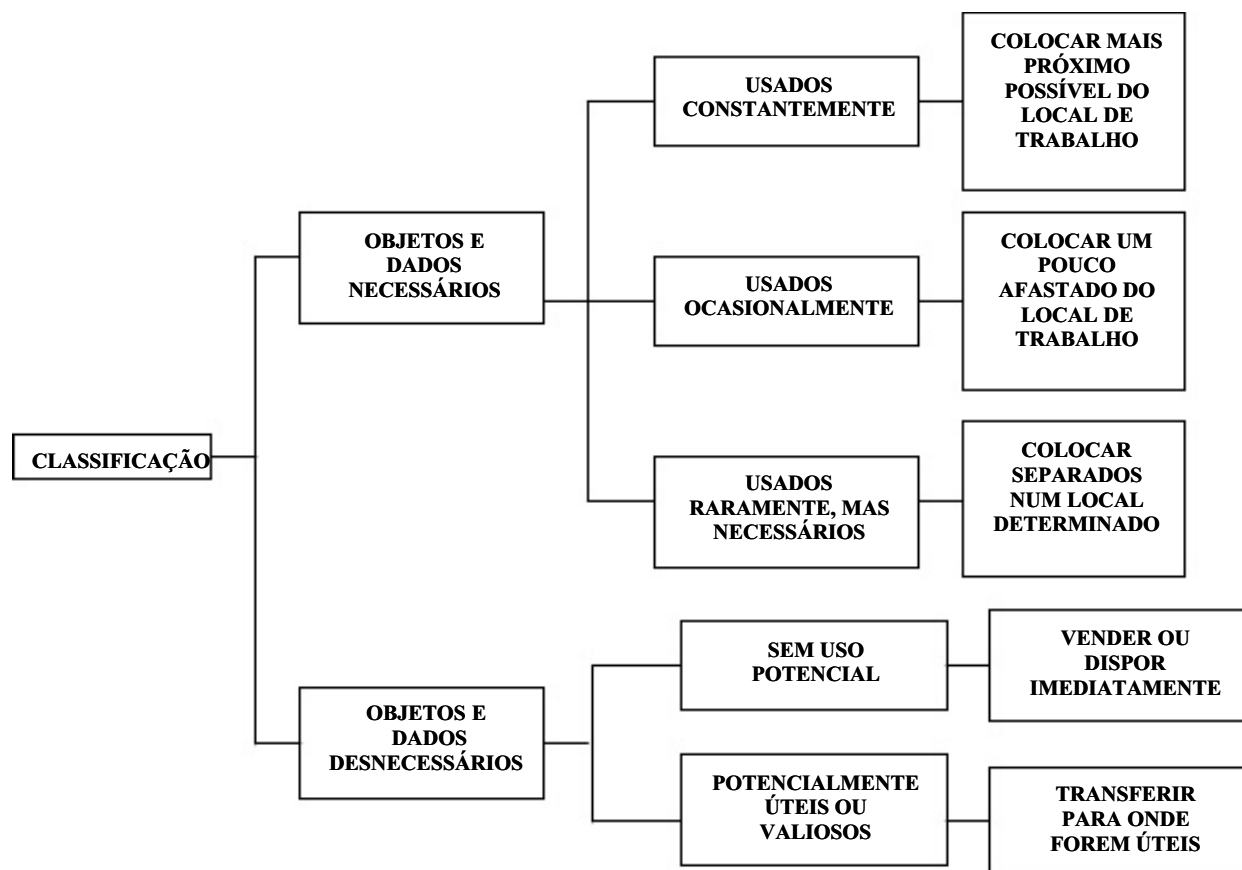 COLOCAR MAIS
PRÓXIMO
POSSÍVEL DO
LOCAL DE
TRABALHO
USADOS
CONSTANTEMENTE
OBJETOS E
DADOS
NECESSÁRIOS
USADOS
OCASIONALMENTE
COLOCAR UM
POUCO
AFASTADO DO
LOCAL DE
TRABALHO
CLASSIFICAÇÃO
USADOS
RARAMENTE, MAS
NECESSÁRIOS
COLOCAR
SEPARADOS
NUM LOCAL
DETERMINADO
SEM USO
POTENCIAL
VENDER OU
DISPOR
IMEDIATAMENTE
OBJETOS E
DADOS
DESNECESSÁRIOS
POTENCIALMENTE
ÚTEIS OU
VALIOSOS
TRANSFERIR
PARA ONDE
FOREM ÚTEIS